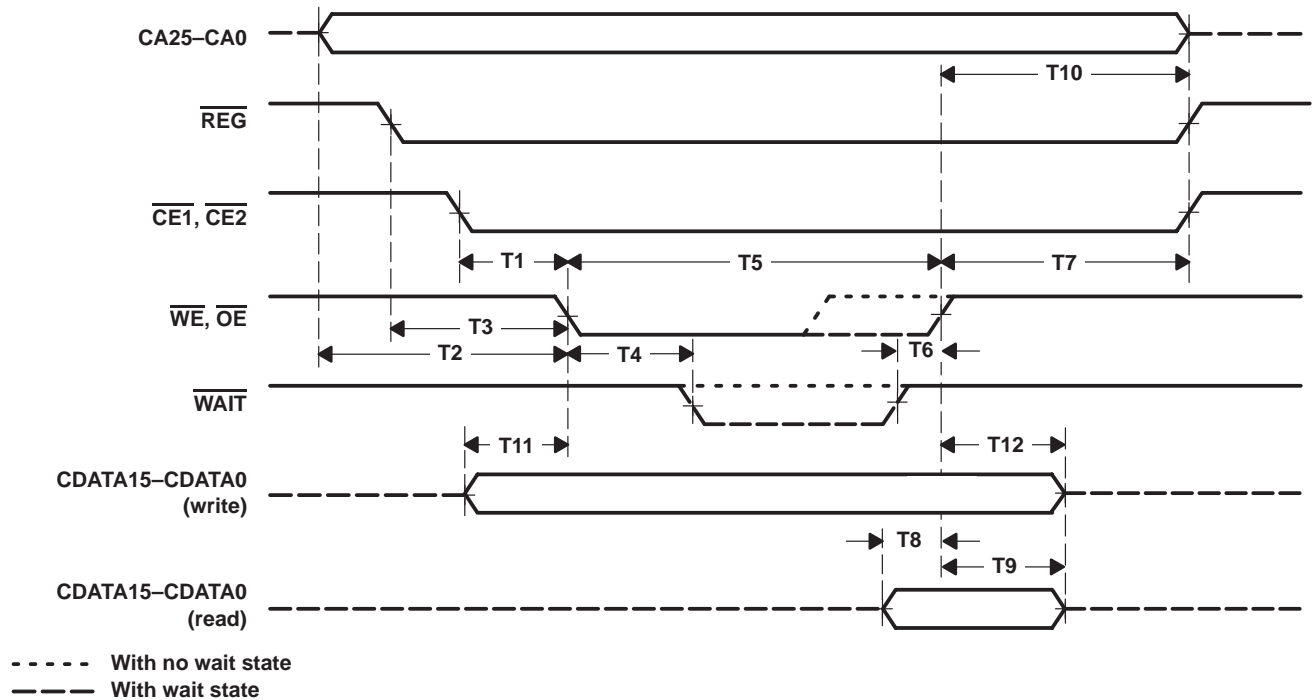 CA25–CA0
T10
REG
CE1, CE2
T1
T5
T7
WE, OE
T3
T6
T2
T4
WAIT
T11
T12
CDATA15–CDATA0
(write)
T8
T9
CDATA15–CDATA0
(read)
With no wait state
With wait state